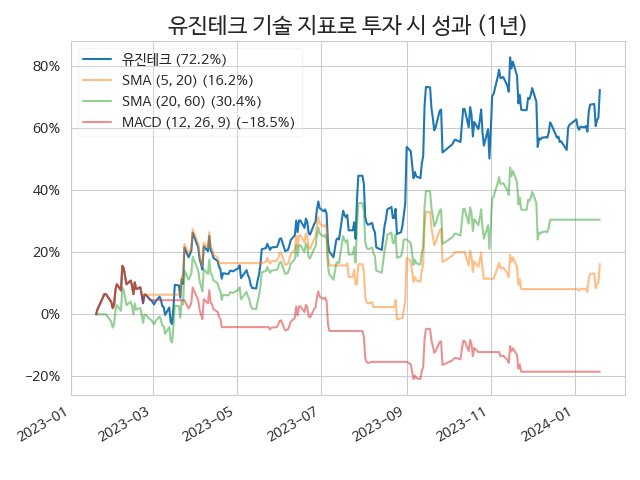 유진테크 기술 지표로 투자 시 성과 (1년)
유진테크 (72.2%)
SMA (5, 20) (16.2%)
SMA (20, 60) (30.4%)
MACD (12, 26, 9) (−18.5%)
80%
60%
40%
20%
0%
−20%
2023−01
2023−03
2023−05
2023−07
2023−09
2023−11
2024−01